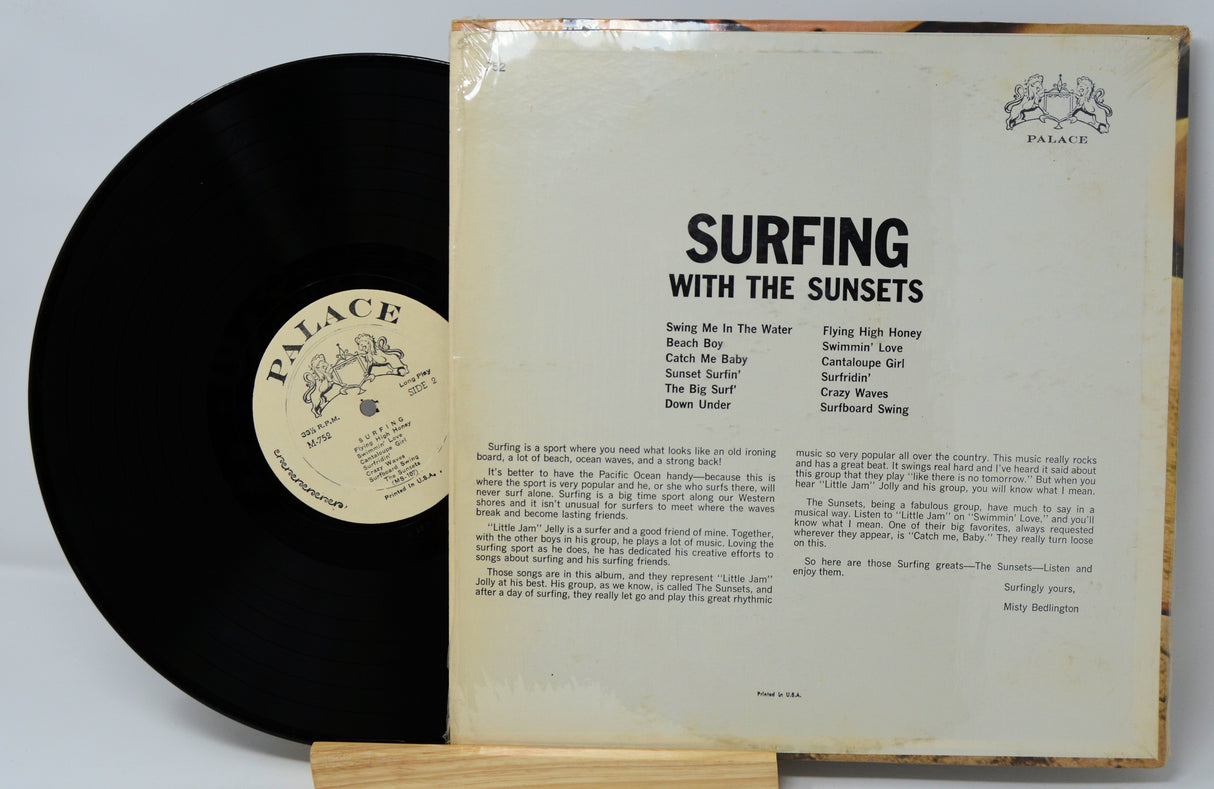 PALACE
Long Play
SIDE 2
33⅓ R.P.M.
M-752
SURFING
Flying High Honey
Swimmin' Love
Cantaloupe Girl
Surfridin'
Crazy Waves
Surfboard Swing
The Sunsets
(MS-187)
Printed in U.S.A.
752
PALACE
SURFING
WITH THE SUNSETS
Swing Me In The Water
Beach Boy
Catch Me Baby
Sunset Surfin'
The Big Surf'
Down Under
Flying High Honey
Swimmin' Love
Cantaloupe Girl
Surfridin'
Crazy Waves
Surfboard Swing
Surfing is a sport where you need what looks like an old ironing
board, a lot of beach, ocean waves, and a strong back!
It's better to have the Pacific Ocean handy—because this is
where the sport is very popular and he, or she who surfs there, will
never surf alone. Surfing is a big time sport along our Western
shores and it isn't unusual for surfers to meet where the waves
break and become lasting friends.
"Little Jam" Jelly is a surfer and a good friend of mine. Together,
with the other boys in his group, he plays a lot of music. Loving the
surfing sport as he does, he has dedicated his creative efforts to
songs about surfing and his surfing friends.
Those songs are in this album, and they represent "Little Jam"
Jolly at his best. His group, as we know, is called The Sunsets, and
after a day of surfing, they really let go and play this great rhythmic
music so very popular all over the country. This music really rocks
and has a great beat. It swings real hard and I've heard it said about
this group that they play "like there is no tomorrow." But when you
hear "Little Jam" Jolly and his group, you will know what I mean.
The Sunsets, being a fabulous group, have much to say in a
musical way. Listen to "Little Jam" on "Swimmin' Love," and you'll
know what I mean. One of their big favorites, always requested
wherever they appear, is "Catch me, Baby." They really turn loose
on this.
So here are those Surfing greats—The Sunsets—Listen and
enjoy them.
Surfingly yours,
Misty Bedlington
Printed in U.S.A.